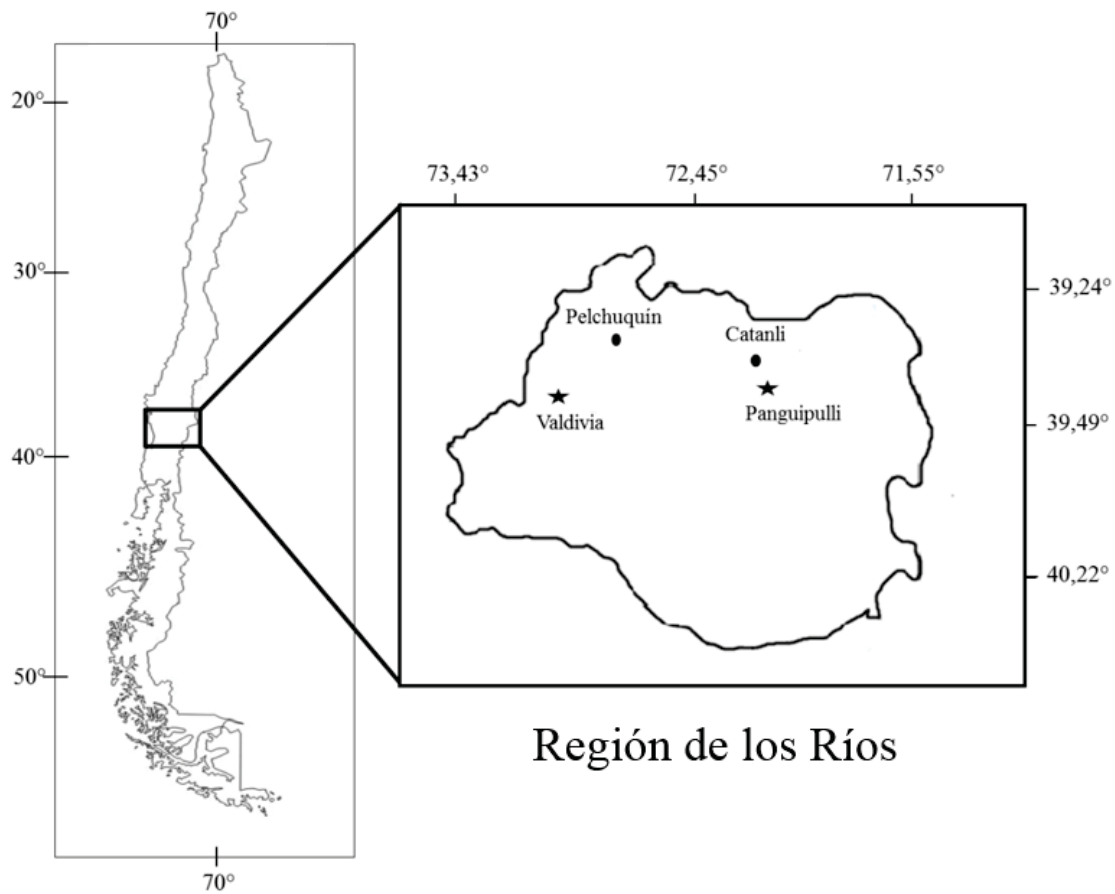 70°
20°
30°
40°
50°
70°
73,43°
72,45°
71,55°
39,24°
39,49°
40,22°
Pelchuquín
Catanli
Valdivia
Panguipulli
Región de los Ríos